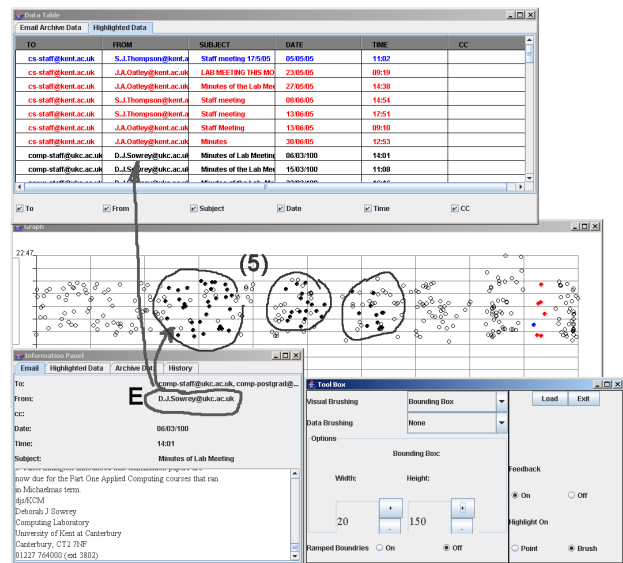 Data Table
Email Archive Data Highlighted Data
TO FROM SUBJECT DATE TIME CC
cs-staff@kent.ac.uk S.J.Thompson@kent.a Staff meeting 17/5/05 05/05/05 11:02
cs-staff@kent.ac.uk J.A.Oatley@kent.ac.uk LAB MEETING THIS MO 23/05/05 09:19
cs-staff@kent.ac.uk J.A.Oatley@kent.ac.uk Minutes of the Lab Mee 27/05/05 14:38
cs-staff@kent.ac.uk S.J.Thompson@kent.a Staff meeting 08/06/05 14:54
cs-staff@kent.ac.uk S.J.Thompson@kent.a Staff meeting 13/06/05 17:51
cs-staff@kent.ac.uk J.A.Oatley@kent.ac.uk Staff Meeting 13/06/05 09:10
cs-staff@kent.ac.uk J.A.Oatley@kent.ac.uk Minutes 30/06/05 12:53
comp-staff@ukc.ac.uk D.J.Sowrey@ukc.ac.uk Minutes of Lab Meeting 06/03/100 14:01
comp-staff@ukc.ac.uk D.J.Sowrey@ukc.ac.uk Minutes of the Lab Mee 15/03/100 11:08
To From Subject Date Time CC
Graph
22:47
(5)
Information Panel
Email Highlighted Data Archive Data History
To: comp-staff@ukc.ac.uk, comp-postgrad@...
E
From: D.J.Sowrey@ukc.ac.uk
cc:
Date: 06/03/100
Time: 14:01
Subject: Minutes of Lab Meeting
now due for the Part One Applied Computing courses that ran
in Michaelmas term.
djs/KCM
Deborah J Sowrey
Computing Laboratory
University of Kent at Canterbury
Canterbury, CT2 7NF
01227 764000 (ext 3802)
Tool Box
Visual Brushing Bounding Box Load Exit
Data Brushing None
Options
Bounding Box:
Width: Height:
20 + - 150 + -
Ramped Boundries On Off
Feedback
On Off
Highlight On
Point Brush